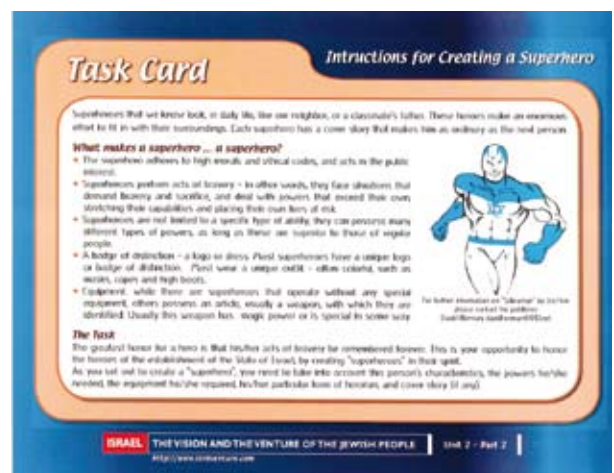 Task Card
Intructions for Creating a Superhero
Superheroes that we know look, in daily life, like our neighbor, or a classmate's father. These heroes make an enormous
effort to fit in with their surroundings. Each superhero has a cover story that makes him as ordinary as the next person.
What makes a superhero ... a superhero?
• The superhero adheres to high morals and ethical codes, and acts in the public
interest.
• Superheroes perform acts of bravery - in other words, they face situations that
demand bravery and sacrifice, and deal with powers that exceed their own,
stretching their capabilities and placing their own lives at risk.
• Superheroes are not limited to a specific type of ability; they can possess many
different types of powers, as long as these are superior to those of regular
people.
• A badge of distinction - a logo or dress. Most superheroes have a unique logo
or badge of distinction. Most wear a unique outfit - often colorful, such as
masks, capes and high boots.
• Equipment: while there are superheroes that operate without any special
equipment, others possess an article, usually a weapon, with which they are
identified. Usually this weapon has magic power or is special in some way
For further information on
please contact the publishers
The Task
The greatest honor for a hero is that his/her acts of bravery be remembered forever. This is your opportunity to honor
the heroes of the establishment of the State of Israel, by creating "superheroes" in their spirit.
As you set out to create a "superhero", you need to take into account this person's characteristics, the powers he/she
needed, the equipment he/she required, his/her particular form of heroism, and cover story (if any).
ISRAEL THE VISION AND THE VENTURE OF THE JEWISH PEOPLE Unit 2 - Part 2